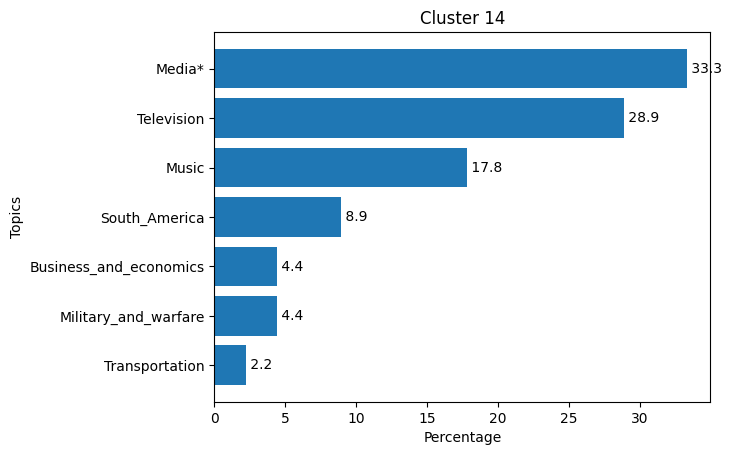 Cluster 14
Media* 33.3
Television 28.9
Music 17.8
South_America 8.9
Business_and_economics 4.4
Military_and_warfare 4.4
Transportation 2.2
Topics
0 5 10 15 20 25 30
Percentage